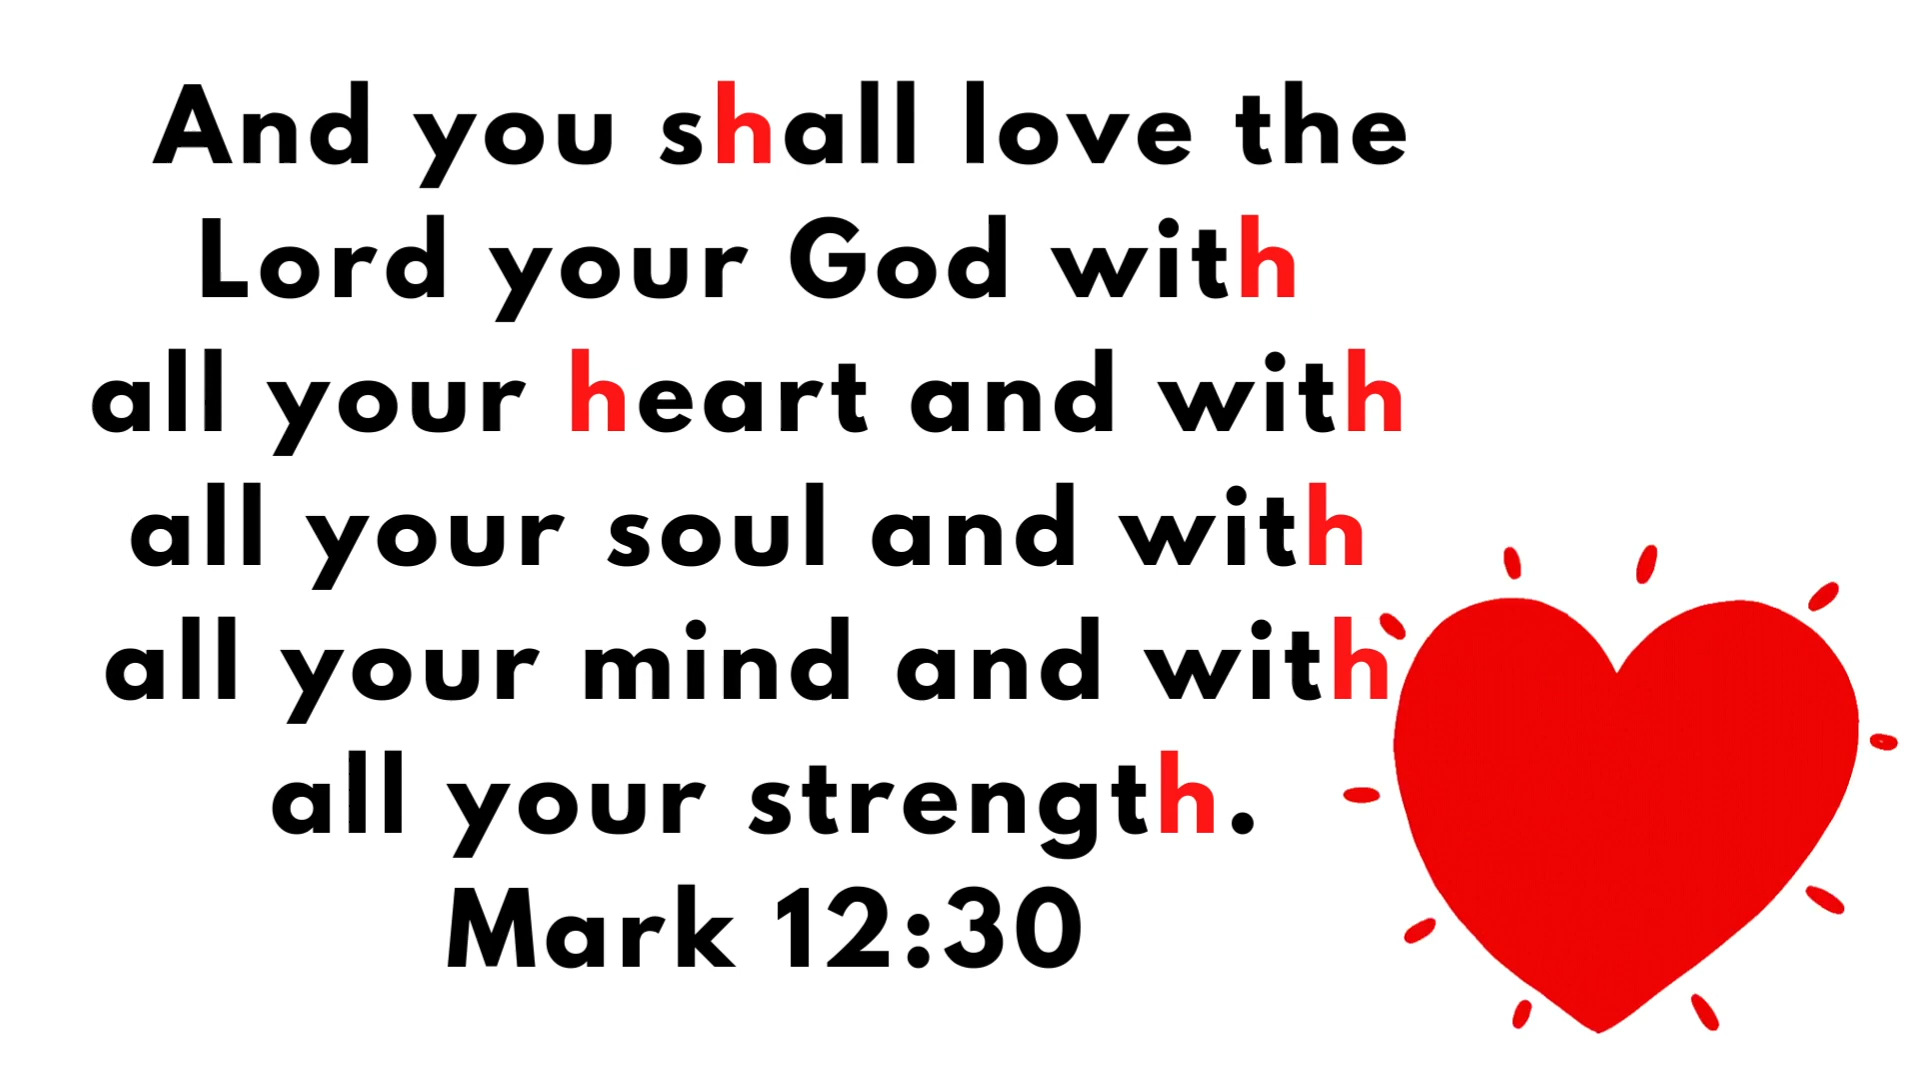 And you shall love the
Lord your God with
all your heart and with
all your soul and with
all your mind and with
all your strength.
Mark 12:30